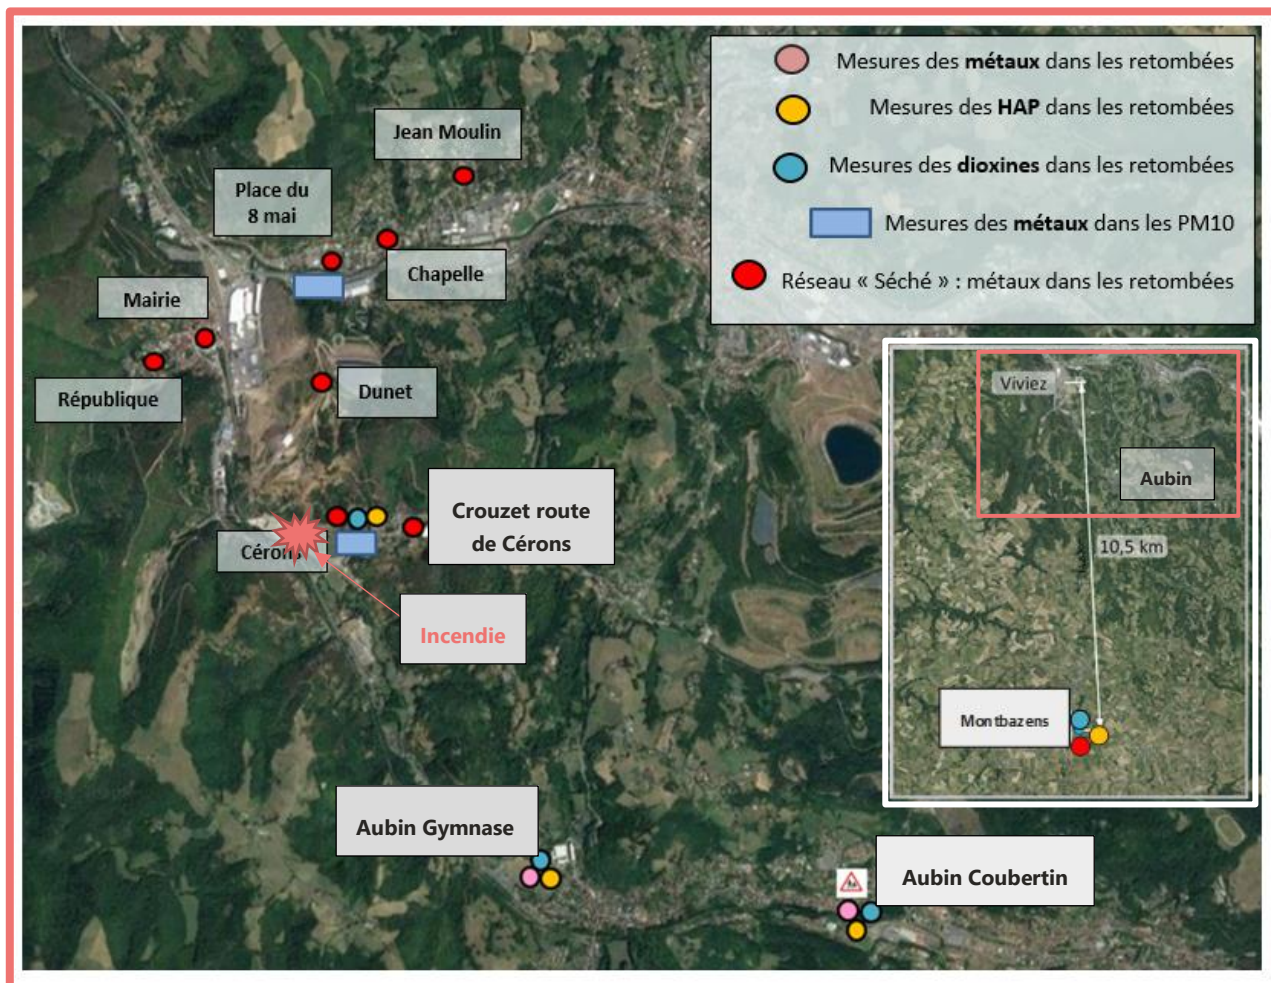 Mesures des métaux dans les retombées
Mesures des HAP dans les retombées
Mesures des dioxines dans les retombées
Mesures des métaux dans les PM10
Réseau « Séché » : métaux dans les retombées
Jean Moulin
Place du
8 mai
Chapelle
Mairie
République
Dunet
Crouzet route
de Cérons
Cérons
Incendie
Viviez
Aubin
10,5 km
Montbazens
Aubin Gymnase
Aubin Coubertin